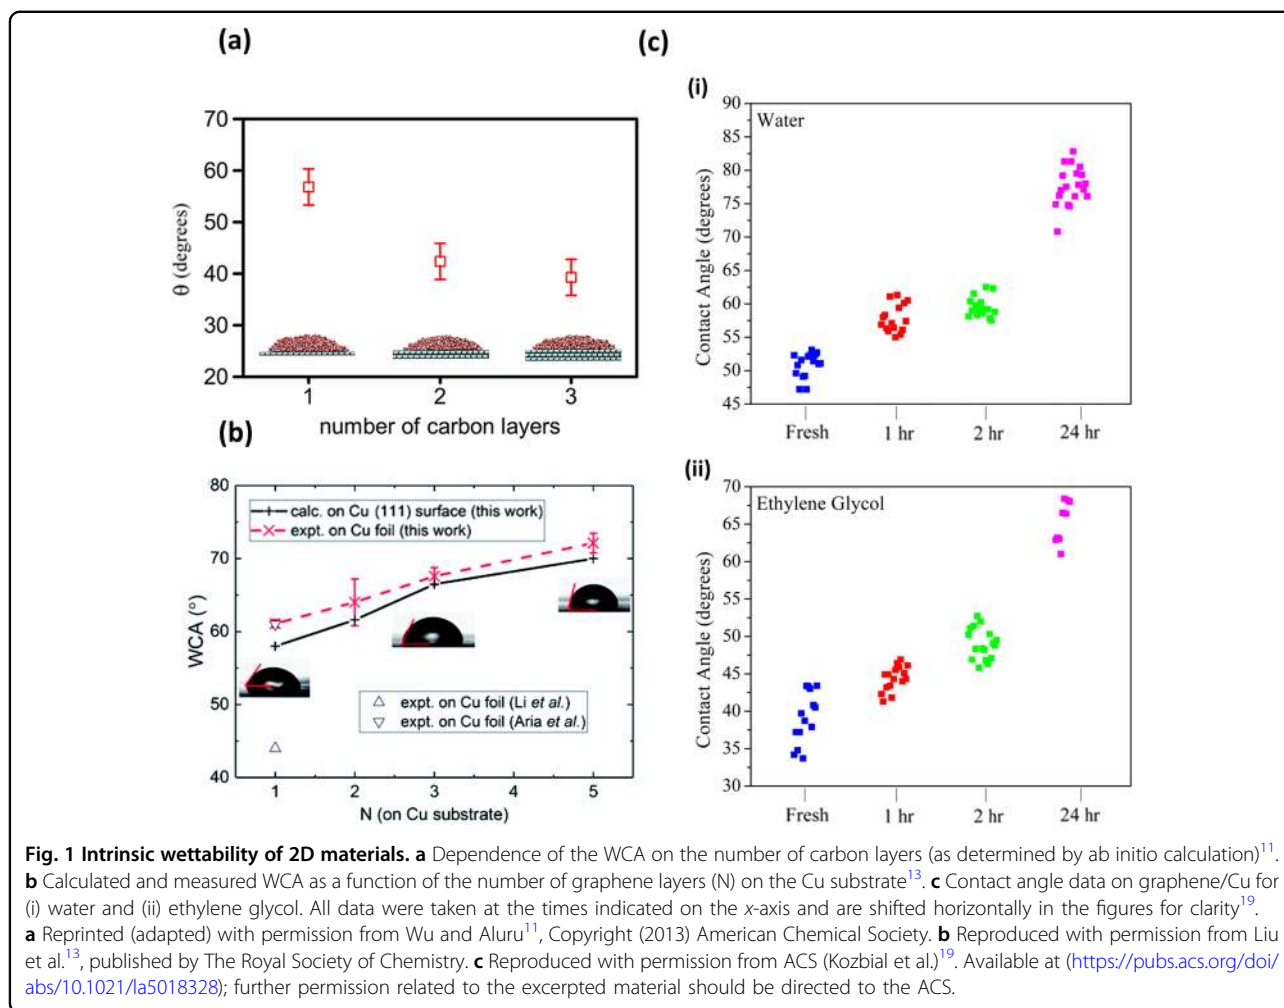 (a)
70
60
50
40
30
20
θ (degrees)
1 2 3
number of carbon layers
(b)
80
70
60
50
40
WCA (°)
calc. on Cu (111) surface (this work)
expt. on Cu foil (this work)
expt. on Cu foil (Li et al.)
expt. on Cu foil (Aria et al.)
1 2 3 4 5
N (on Cu substrate)
(c)
(i)
90
85
80
75
70
65
60
55
50
45
Contact Angle (degrees)
Water
Fresh 1 hr 2 hr 24 hr
(ii)
70
65
60
55
50
45
40
35
30
Contact Angle (degrees)
Ethylene Glycol
Fresh 1 hr 2 hr 24 hr
Fig. 1 Intrinsic wettability of 2D materials. a Dependence of the WCA on the number of carbon layers (as determined by ab initio calculation)11.
b Calculated and measured WCA as a function of the number of graphene layers (N) on the Cu substrate13. c Contact angle data on graphene/Cu for
(i) water and (ii) ethylene glycol. All data were taken at the times indicated on the x-axis and are shifted horizontally in the figures for clarity19.
a Reprinted (adapted) with permission from Wu and Aluru11, Copyright (2013) American Chemical Society. b Reproduced with permission from Liu
et al.13, published by The Royal Society of Chemistry. c Reproduced with permission from ACS (Kozbial et al.)19. Available at (https://pubs.acs.org/doi/
abs/10.1021/la5018328); further permission related to the excerpted material should be directed to the ACS.